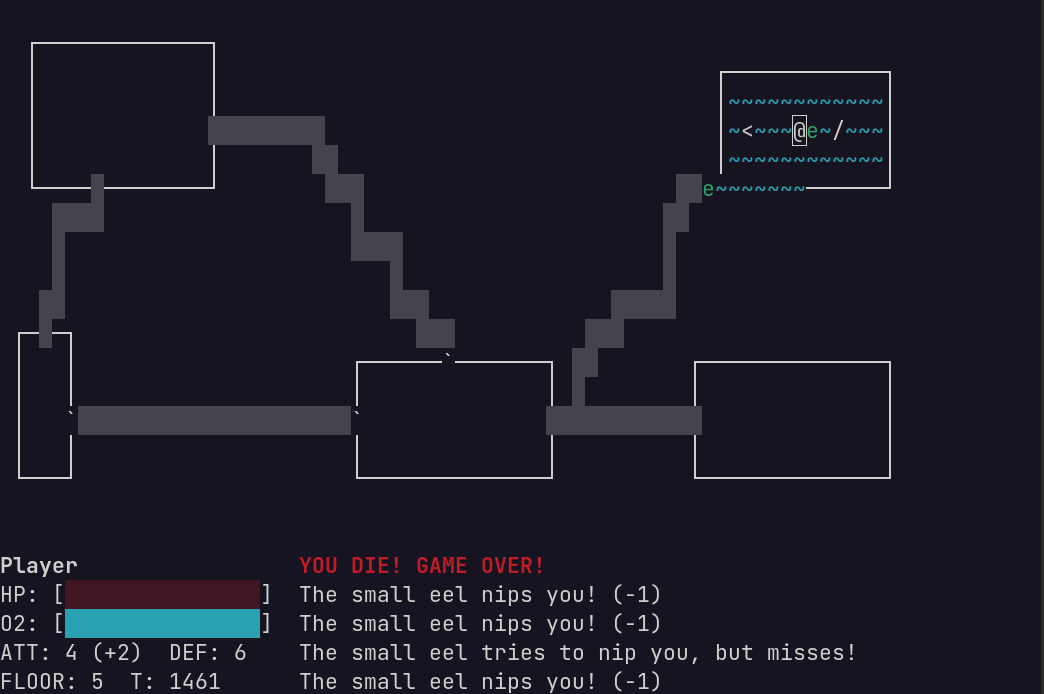 ~~~~~~~~~~~~
~<~~~@e~/~~~
~~~~~~~~~~~~
e~~~~~~~
`
` `
Player YOU DIE! GAME OVER!
HP: [ ] The small eel nips you! (-1)
O2: [ ] The small eel nips you! (-1)
ATT: 4 (+2) DEF: 6 The small eel tries to nip you, but misses!
FLOOR: 5 T: 1461 The small eel nips you! (-1)